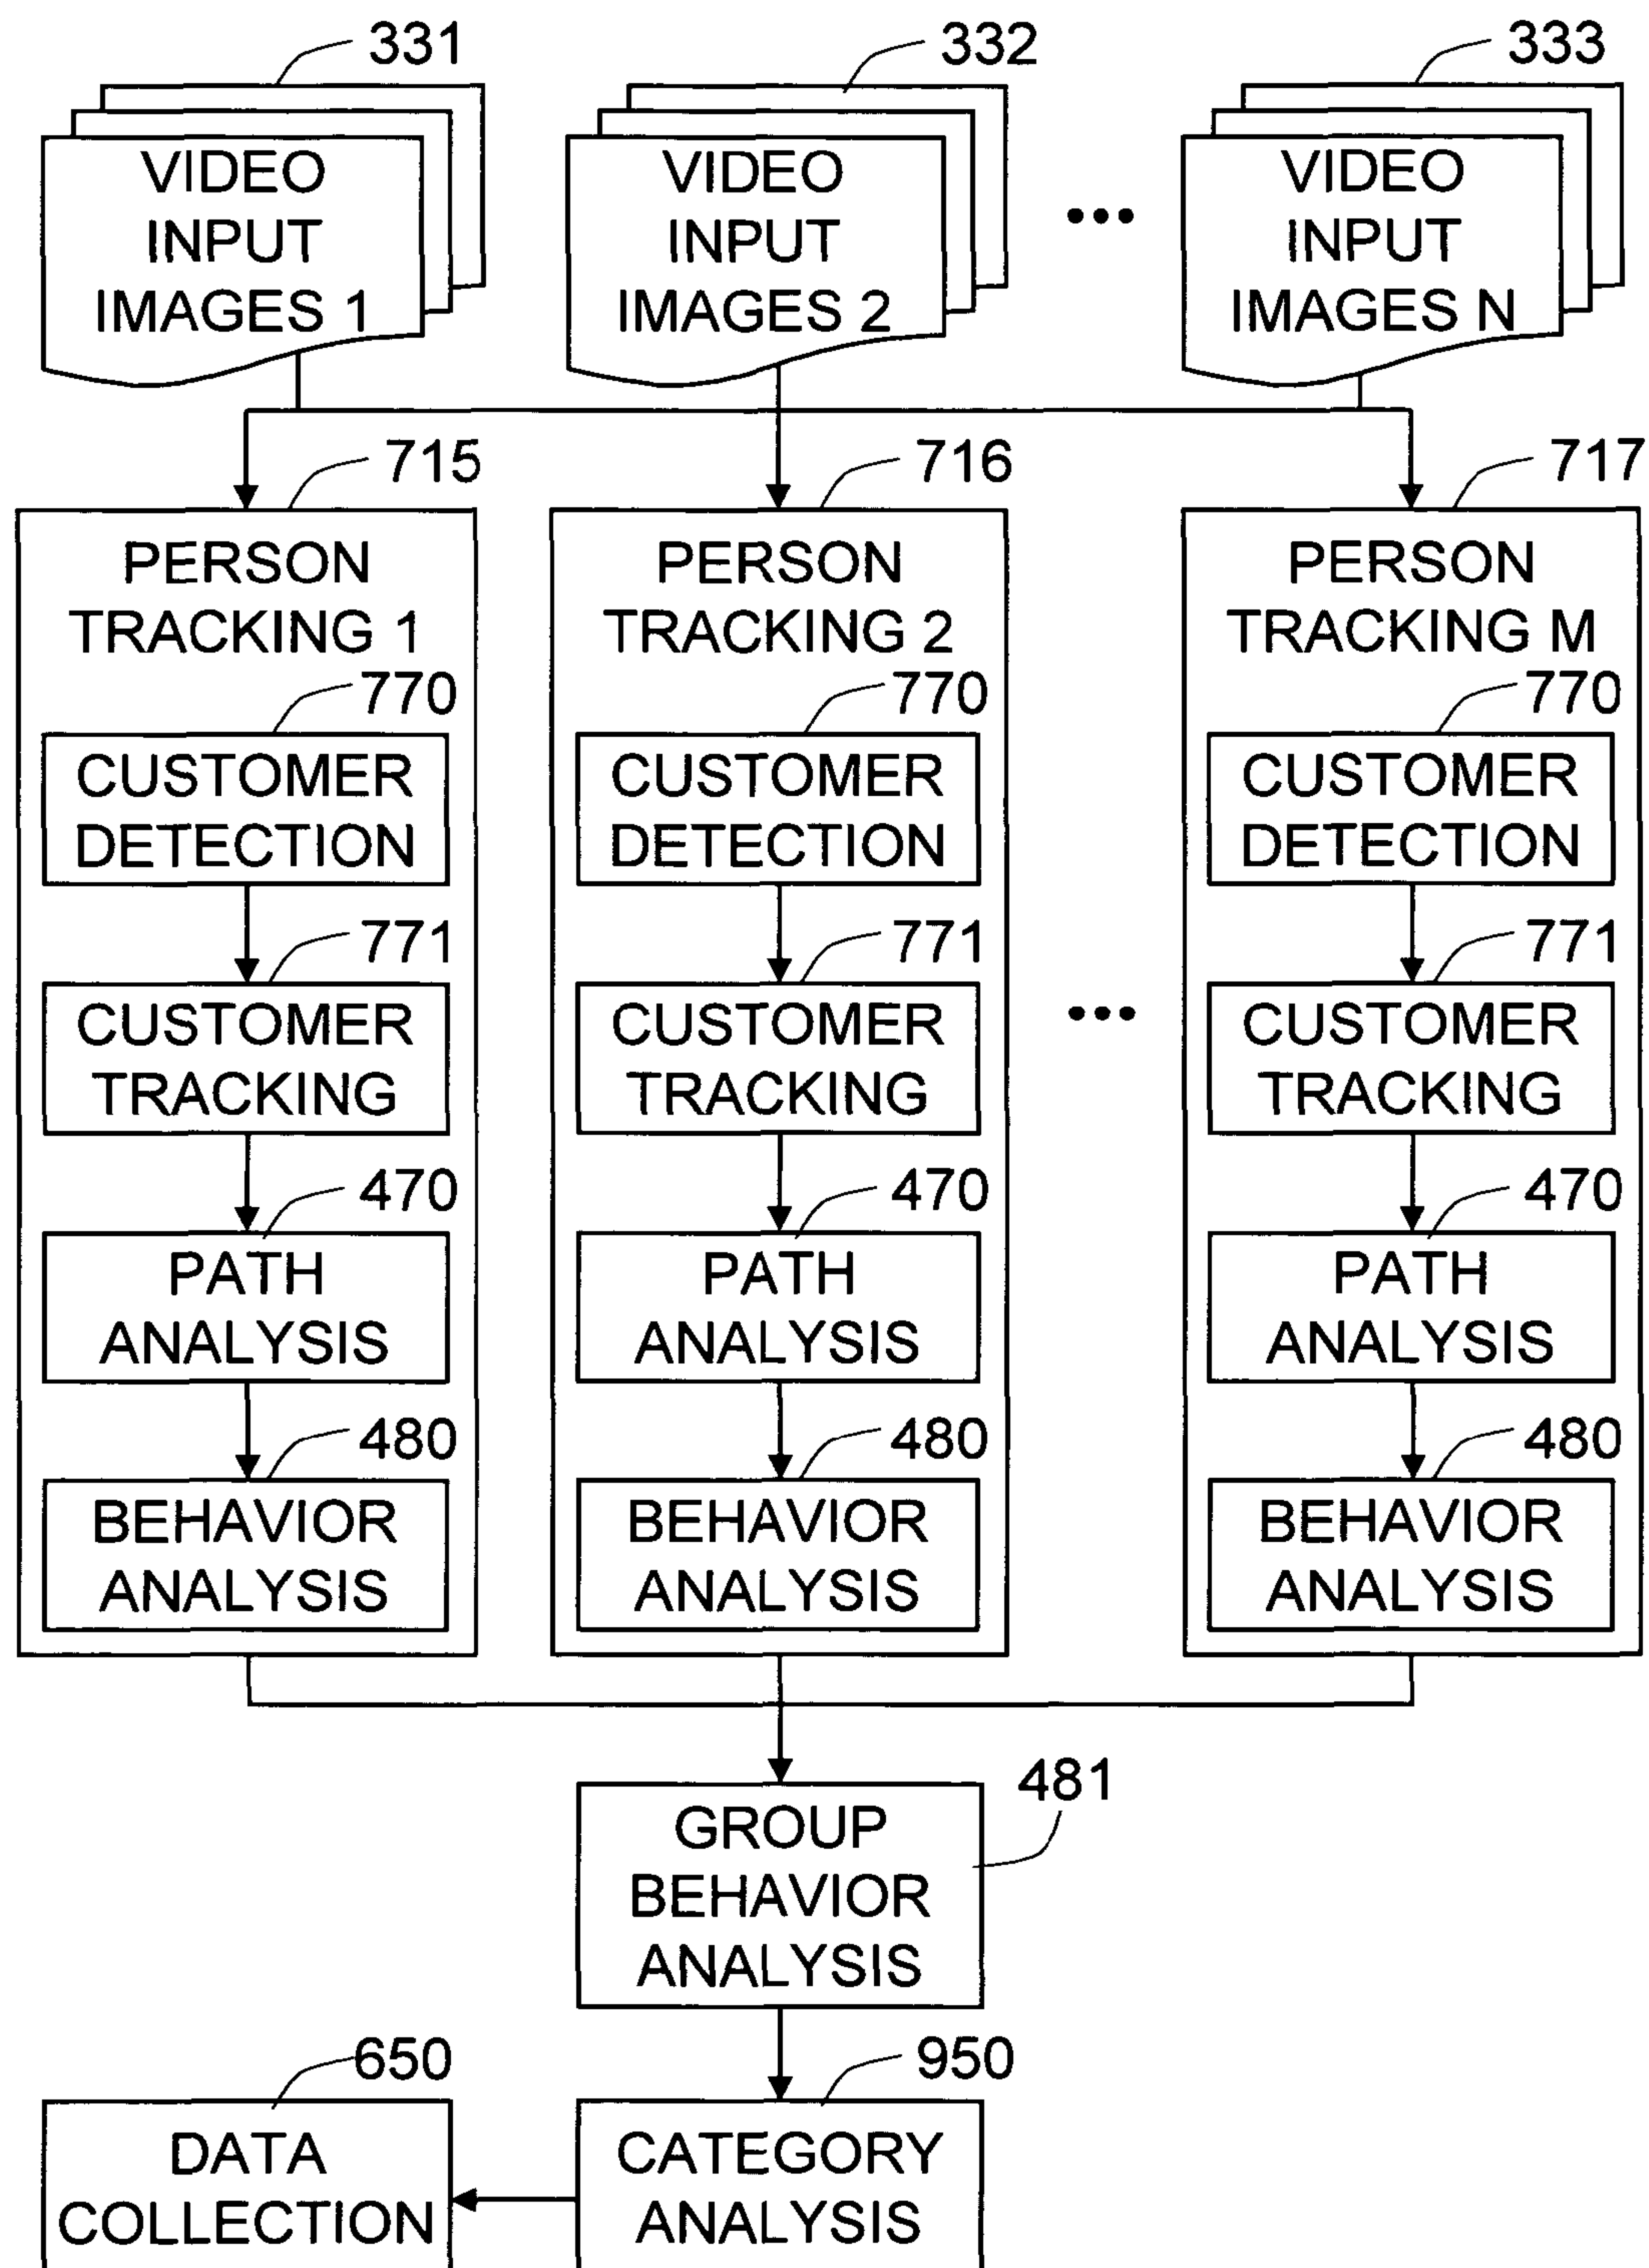 331
332
333
VIDEO
INPUT
IMAGES 1
VIDEO
INPUT
IMAGES 2
•••
VIDEO
INPUT
IMAGES N
715
716
717
PERSON
TRACKING 1
PERSON
TRACKING 2
PERSON
TRACKING M
770
770
770
CUSTOMER
DETECTION
CUSTOMER
DETECTION
CUSTOMER
DETECTION
771
771
771
CUSTOMER
TRACKING
CUSTOMER
TRACKING
•••
CUSTOMER
TRACKING
470
470
470
PATH
ANALYSIS
PATH
ANALYSIS
PATH
ANALYSIS
480
480
480
BEHAVIOR
ANALYSIS
BEHAVIOR
ANALYSIS
BEHAVIOR
ANALYSIS
481
GROUP
BEHAVIOR
ANALYSIS
650
950
DATA
COLLECTION
CATEGORY
ANALYSIS